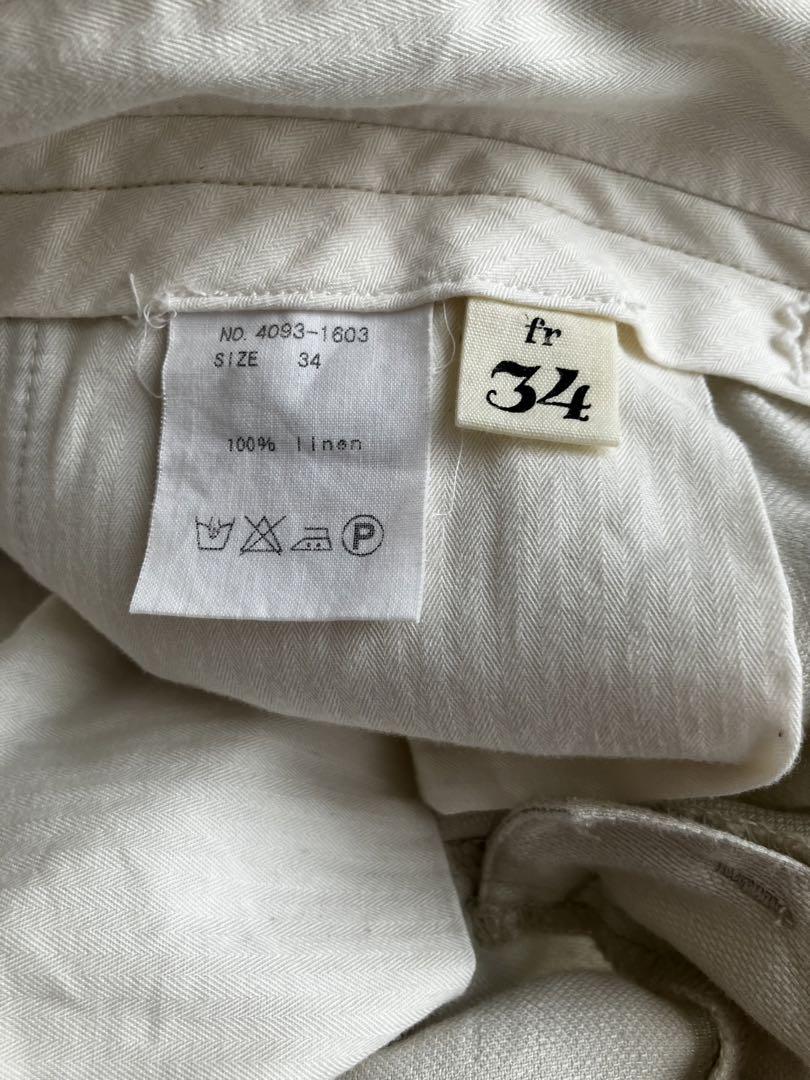 NO. 4093-1603
SIZE 34
100% linen
P
fr
34